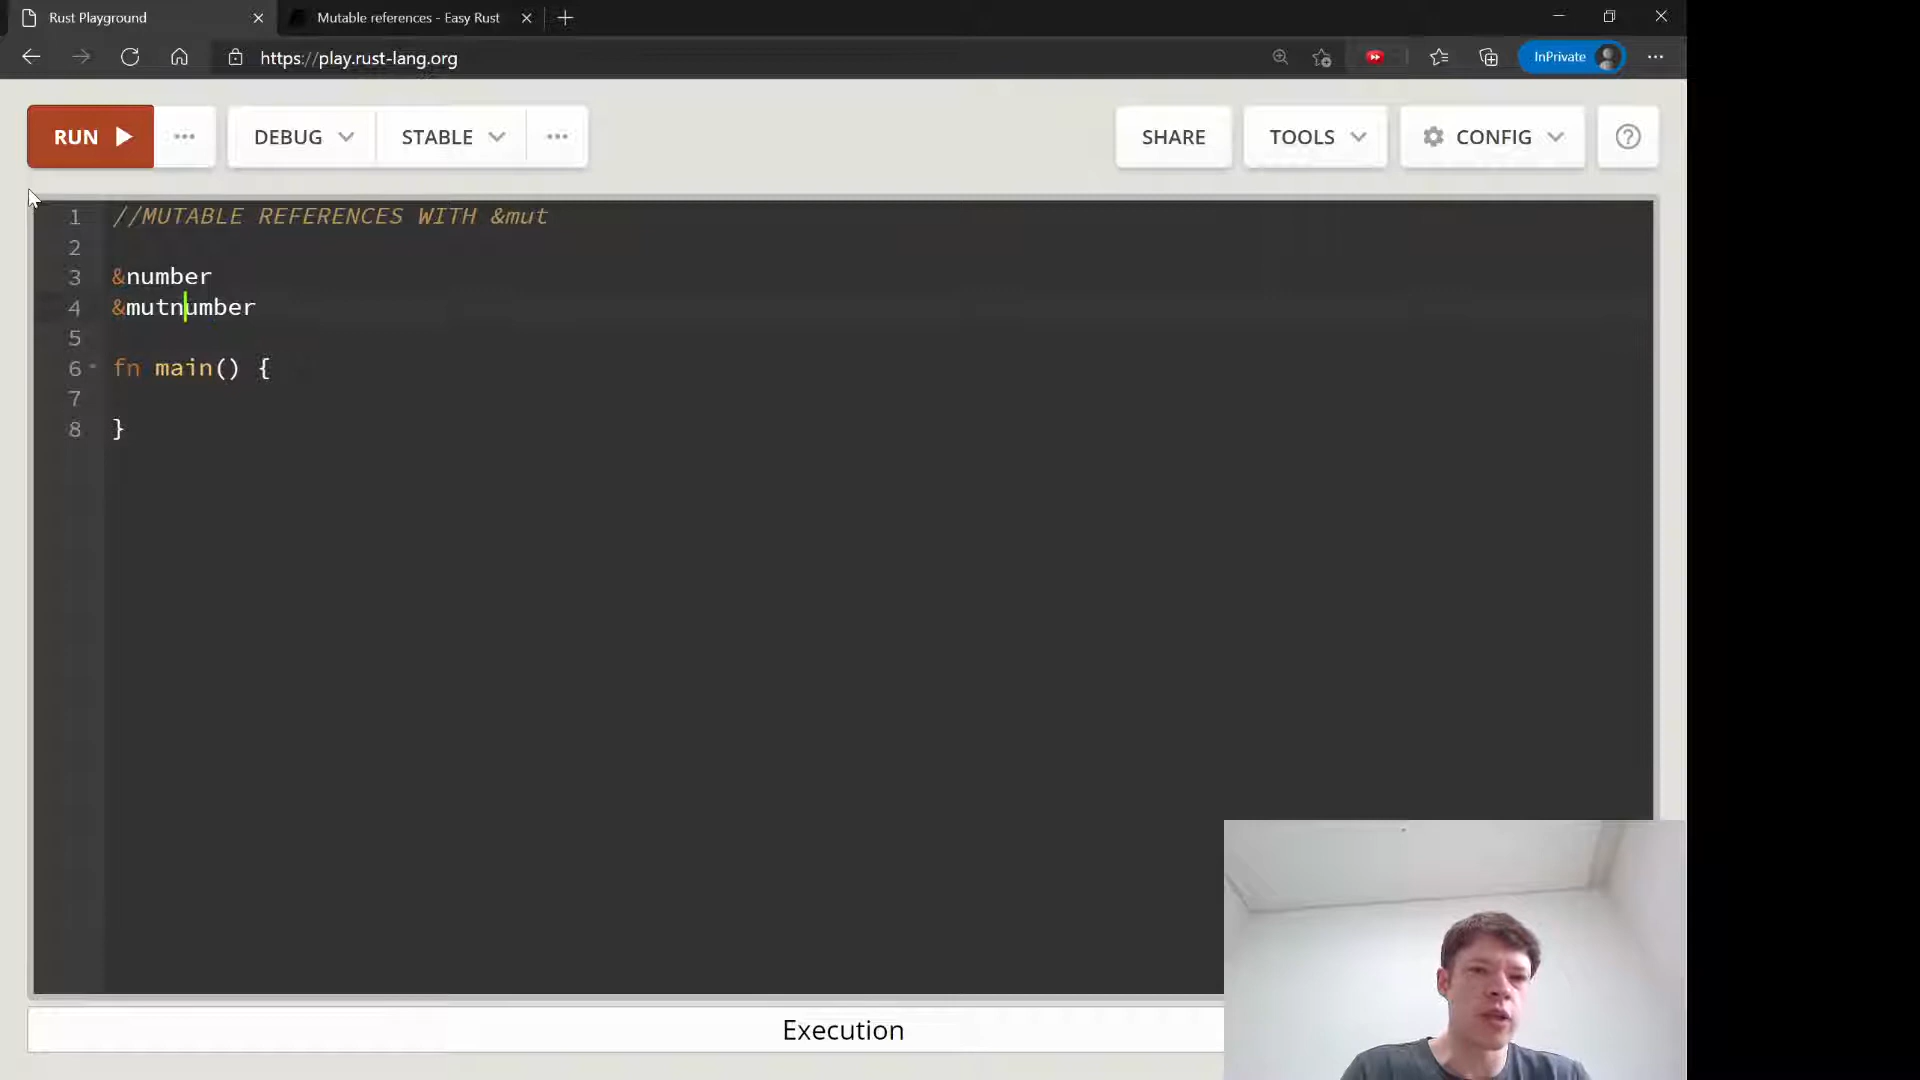 Rust Playground
Mutable references - Easy Rust
https://play.rust-lang.org
InPrivate
RUN
DEBUG
STABLE
SHARE
TOOLS
CONFIG
1 //MUTABLE REFERENCES WITH &mut
2
3 &number
4 &mutnumber
5
6 fn main() {
7
8 }
Execution